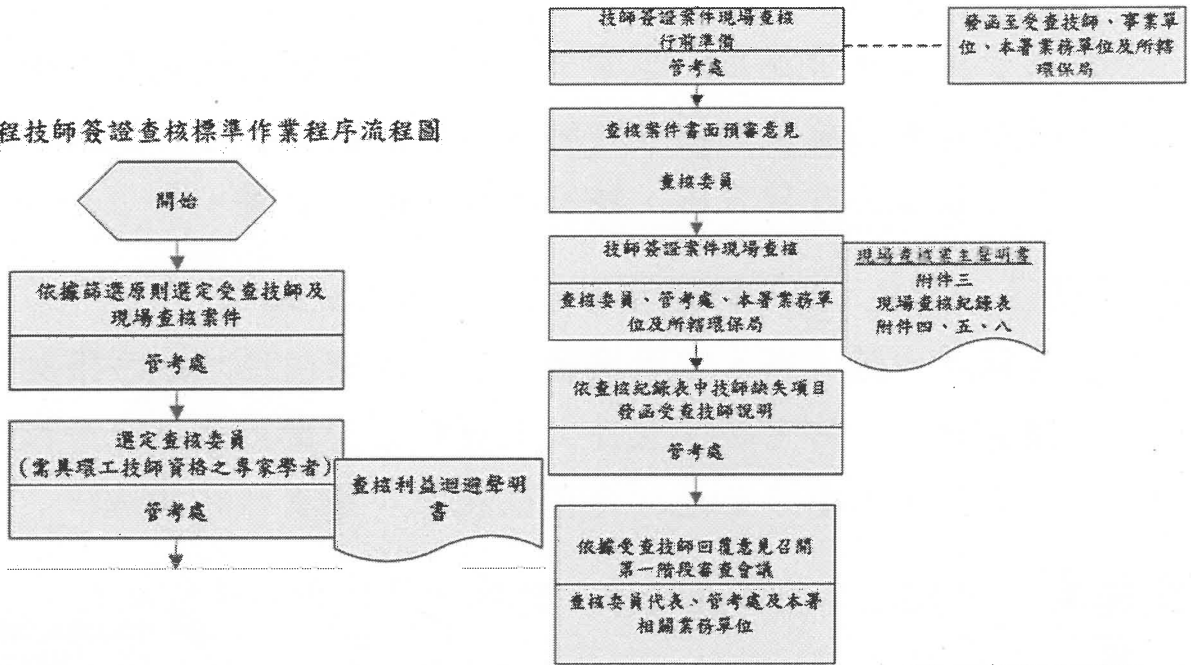 程技師簽證查核標準作業程序流程圖
開始
依據篩選原則選定受查技師及
現場查核案件
管考處
選定查核委員
(需具環工技師資格之專家學者)
管考處
查核利益迴避聲明
書
技師簽證案件現場查核
行前準備
管考處
發函至受查技師、事業單
位、本署業務單位及所轄
環保局
查核案件書面預審意見
查核委員
技師簽證案件現場查核
查核委員、管考處、本署業務單
位及所轄環保局
現場查核業主聲明書
附件三
現場查核紀錄表
附件四、五、八
依查核紀錄表中技師缺失項目
發函受查技師說明
管考處
依據受查技師回覆意見召開
第一階段審查會議
查核委員代表、管考處及本署
相關業務單位